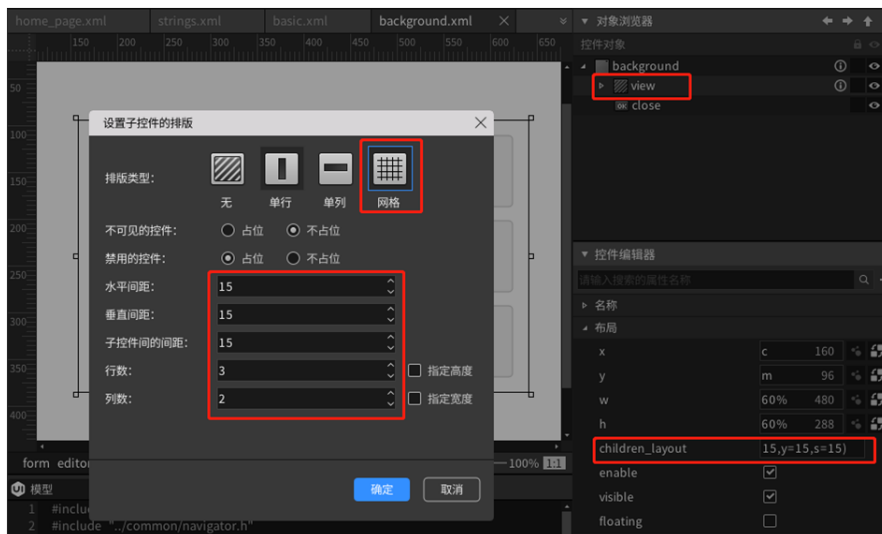 home_page.xml strings.xml basic.xml background.xml
对象浏览器
150 200 250 300 350 400 450 500 550 600 650
控件对象
background
view
close
50
100
150
200
250
300
350
400
设置子控件的排版
排版类型:
无 单行 单列 网格
不可见的控件: 占位 不占位
禁用的控件: 占位 不占位
水平间距: 15
垂直间距: 15
子控件间的间距: 15
行数: 3 指定高度
列数: 2 指定宽度
确定 取消
控件编辑器
请输入搜索的属性名称
名称
布局
x c 160
y m 96
w 60% 480
h 60% 288
children_layout 15,y=15,s=15)
enable
visible
floating
form editor
100% 1:1
模型
1 #inclu
2 #include "../common/navigator.h"